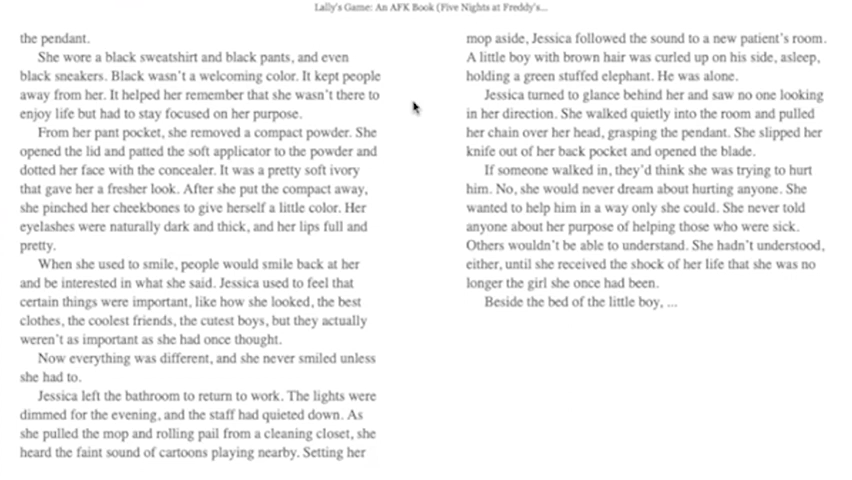 Lally's Game: An AFK Book (Five Nights at Freddy's...
the pendant.
She wore a black sweatshirt and black pants, and even
black sneakers. Black wasn't a welcoming color. It kept people
away from her. It helped her remember that she wasn't there to
enjoy life but had to stay focused on her purpose.
From her pant pocket, she removed a compact powder. She
opened the lid and patted the soft applicator to the powder and
dotted her face with the concealer. It was a pretty soft ivory
that gave her a fresher look. After she put the compact away,
she pinched her cheekbones to give herself a little color. Her
eyelashes were naturally dark and thick, and her lips full and
pretty.
When she used to smile, people would smile back at her
and be interested in what she said. Jessica used to feel that
certain things were important, like how she looked, the best
clothes, the coolest friends, the cutest boys, but they actually
weren't as important as she had once thought.
Now everything was different, and she never smiled unless
she had to.
Jessica left the bathroom to return to work. The lights were
dimmed for the evening, and the staff had quieted down. As
she pulled the mop and rolling pail from a cleaning closet, she
heard the faint sound of cartoons playing nearby. Setting her
mop aside, Jessica followed the sound to a new patient's room.
A little boy with brown hair was curled up on his side, asleep,
holding a green stuffed elephant. He was alone.
Jessica turned to glance behind her and saw no one looking
in her direction. She walked quietly into the room and pulled
her chain over her head, grasping the pendant. She slipped her
knife out of her back pocket and opened the blade.
If someone walked in, they'd think she was trying to hurt
him. No, she would never dream about hurting anyone. She
wanted to help him in a way only she could. She never told
anyone about her purpose of helping those who were sick.
Others wouldn't be able to understand. She hadn't understood,
either, until she received the shock of her life that she was no
longer the girl she once had been.
Beside the bed of the little boy, ...